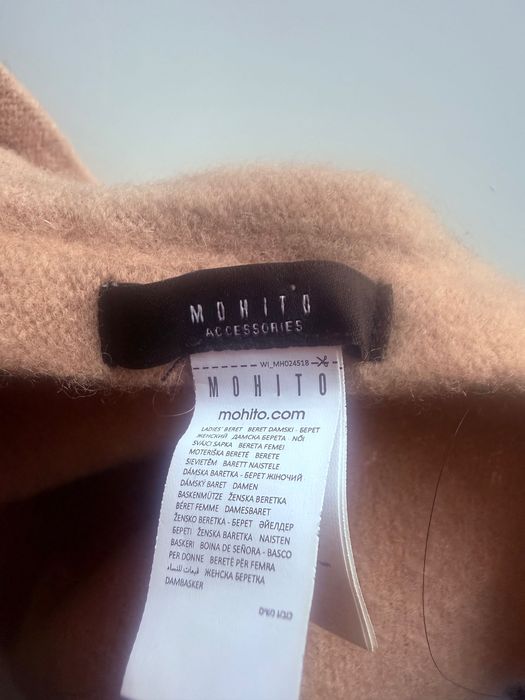 MOHITO
ACCESSORIES
WI_MH024518
MOHITO
mohito.com
LADIES' BERET BERET DAMSKI - БЕРЕТ
ЖЕНСКИЙ ДАМСКА БЕРЕТА NŐI
SVÁJCI SAPKA BERETA FEMEI
MOTERIŠKA BERETĖ BERETE
SIEVIETĒM BARETT NAISTELE
DÁMSKA BARETKA - БЕРЕТ ЖІНОЧИЙ
DÁMSKÝ BARET DAMEN
BASKENMÜTZE ŽENSKA BERETKA
BÉRET FEMME DAMESBARET
ŽENSKO BERETKA - БЕРЕТ ӘЙЕЛДЕР
БЕРЕТІ ŽENSKA BARETKA NAISTEN
BASKERI BOINA DE SEÑORA - BASCO
PER DONNE BERETË PËR FEMRA
قبعات للنساء ЖЕНСКА БЕРЕТКА
DAMBASKER